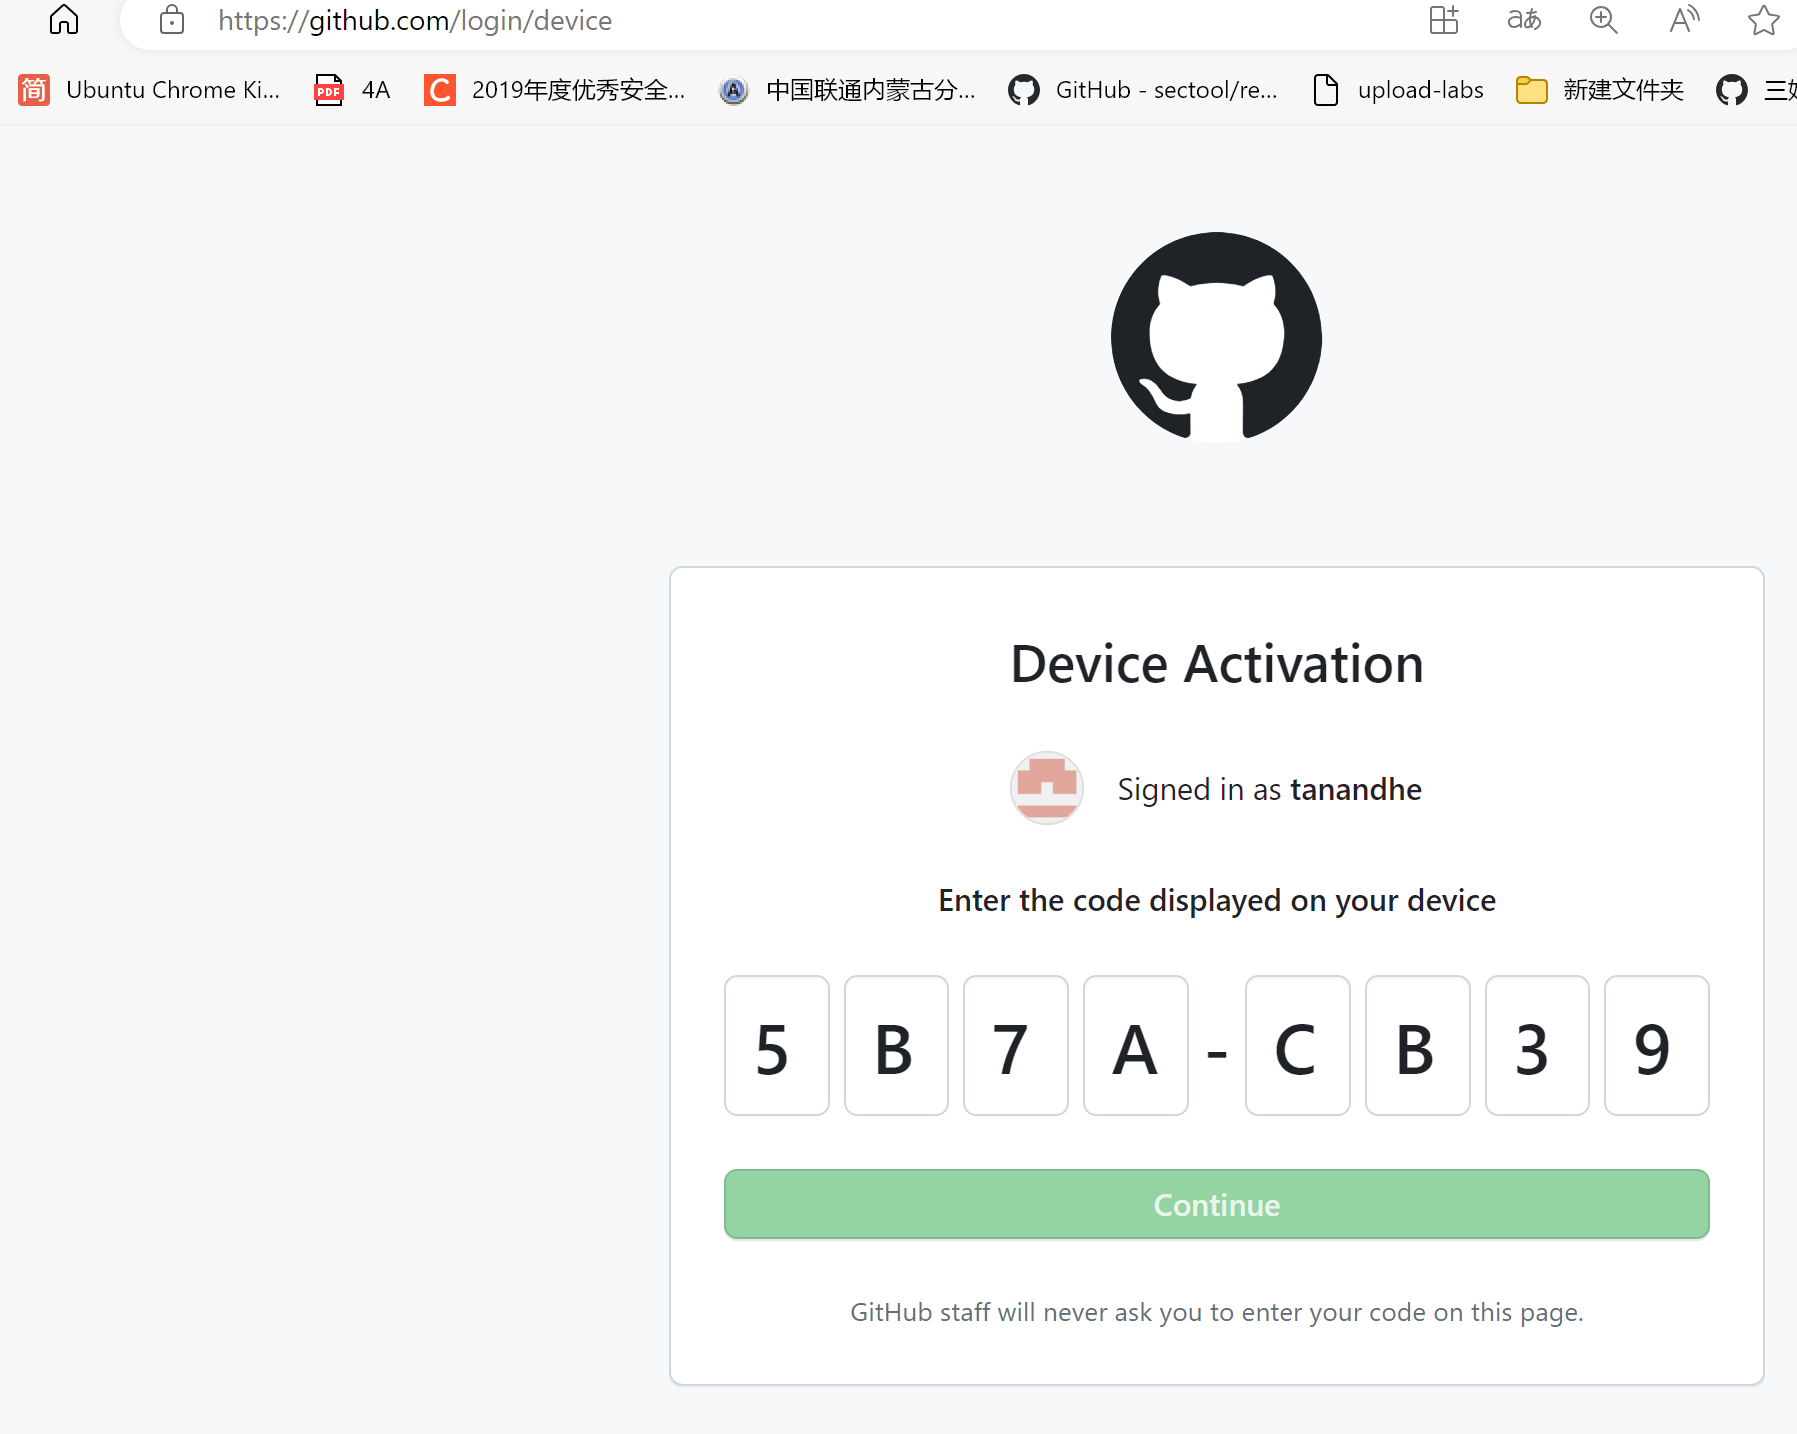 https://github.com/login/device
aあ A
简 Ubuntu Chrome Ki... PDF 4A C 2019年度优秀安全... A 中国联通内蒙古分... GitHub - sectool/re... upload-labs 新建文件夹
Device Activation
Signed in as tanandhe
Enter the code displayed on your device
5 B 7 A - C B 3 9
Continue
GitHub staff will never ask you to enter your code on this page.